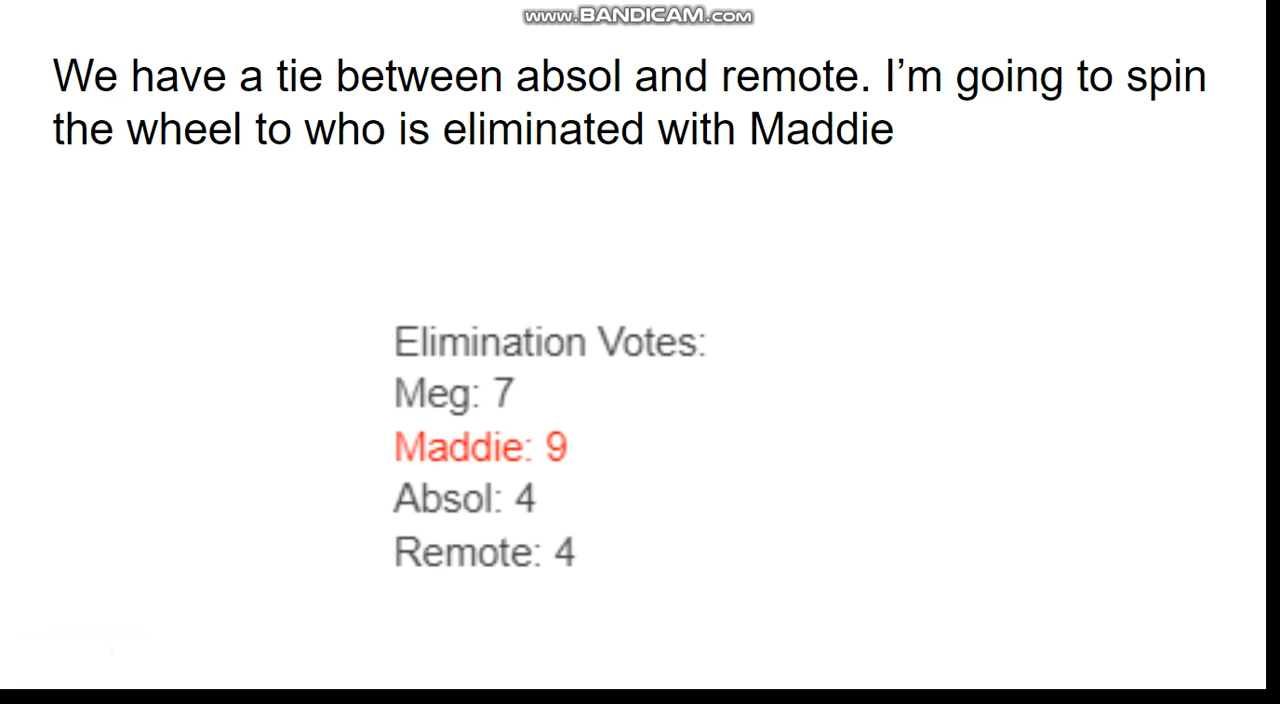 www.BANDICAM.com
We have a tie between absol and remote. I’m going to spin
the wheel to who is eliminated with Maddie
Elimination Votes:
Meg: 7
Maddie: 9
Absol: 4
Remote: 4